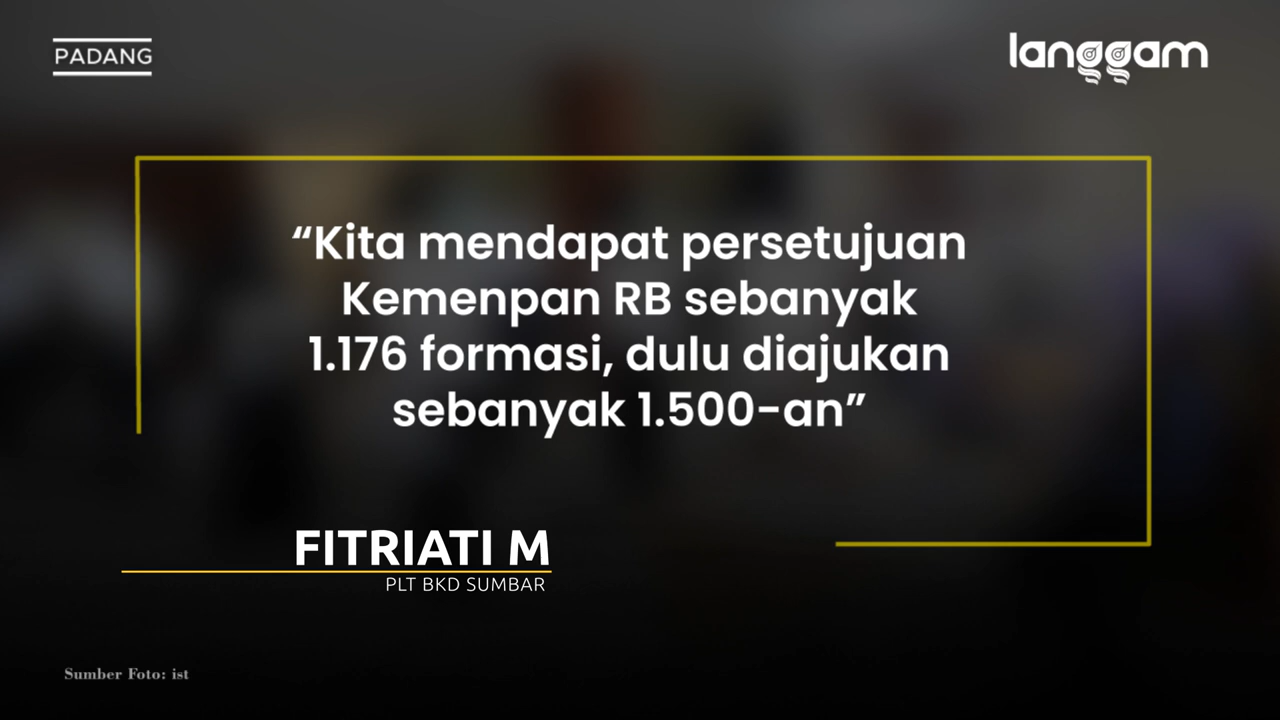 PADANG
langgam
“Kita mendapat persetujuan
Kemenpan RB sebanyak
1.176 formasi, dulu diajukan
sebanyak 1.500-an”
FITRIATI M
PLT BKD SUMBAR
Sumber Foto: ist